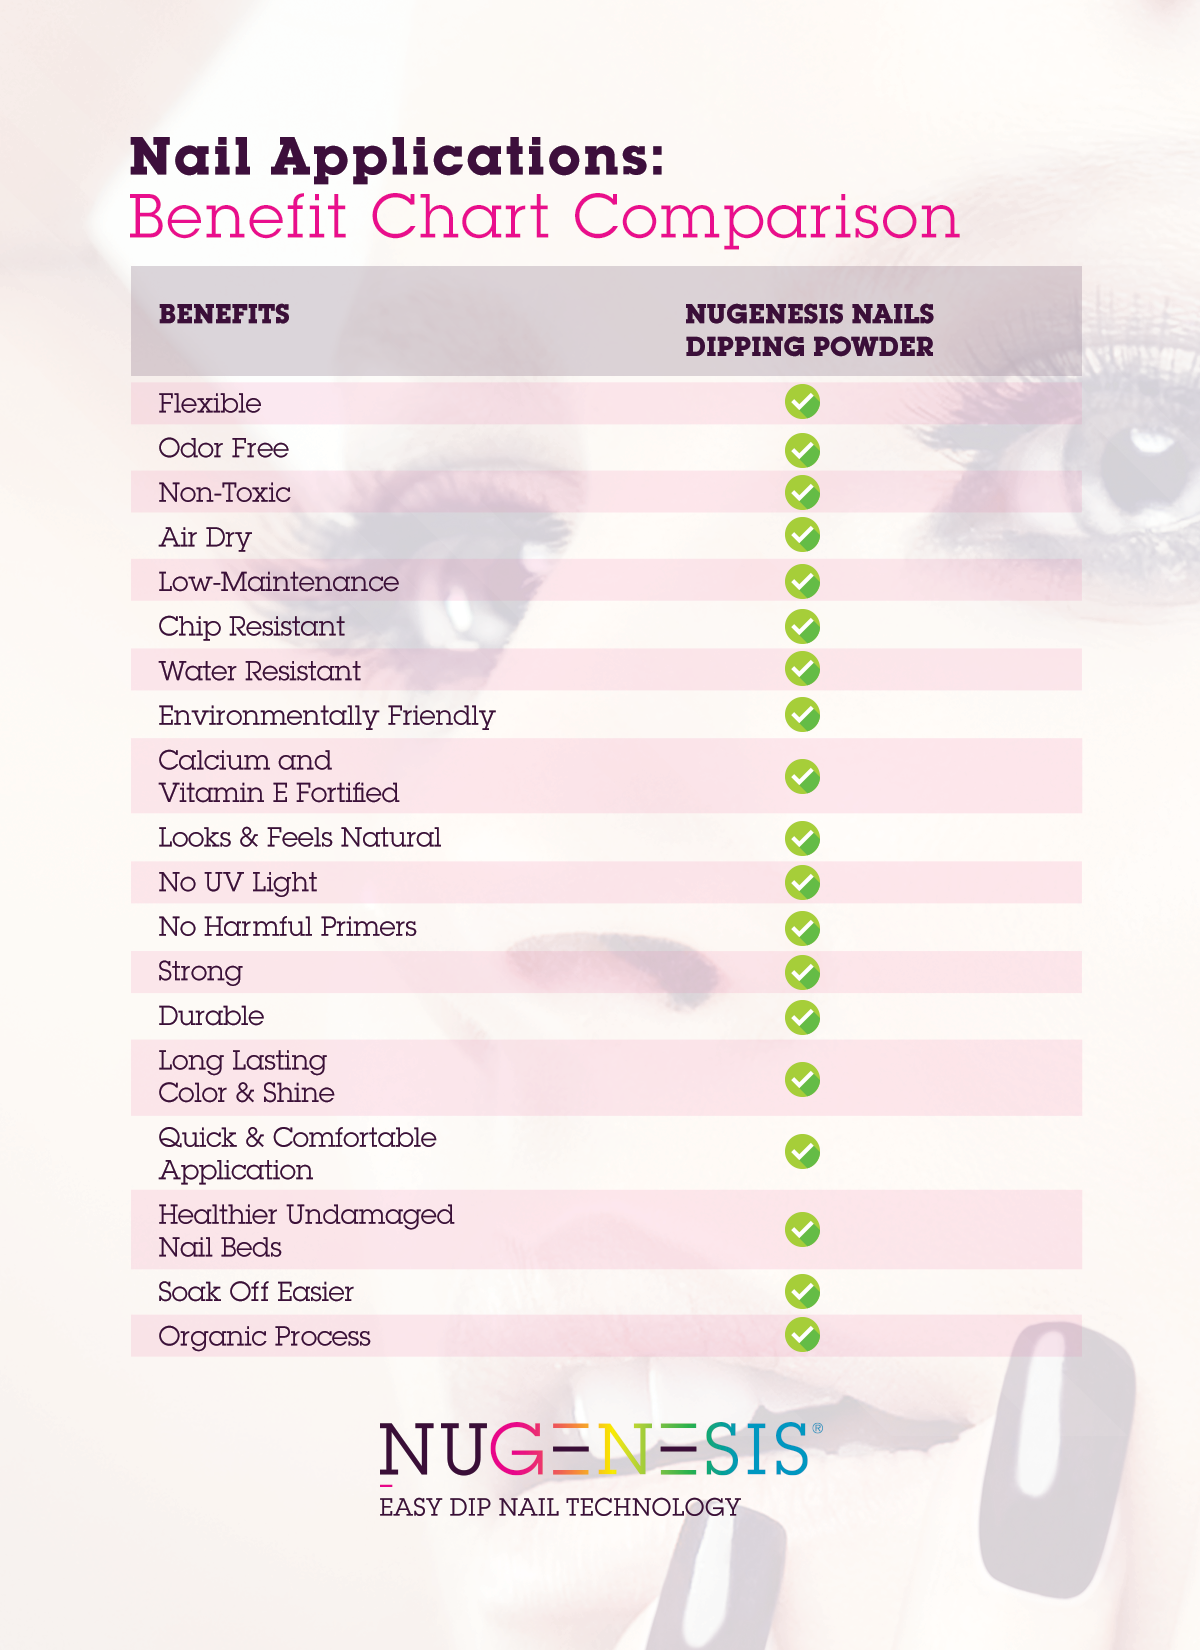 Nail Applications:
Benefit Chart Comparison
BENEFITS
NUGENESIS NAILS
DIPPING POWDER
Flexible
Odor Free
Non-Toxic
Air Dry
Low-Maintenance
Chip Resistant
Water Resistant
Environmentally Friendly
Calcium and
Vitamin E Fortified
Looks & Feels Natural
No UV Light
No Harmful Primers
Strong
Durable
Long Lasting
Color & Shine
Quick & Comfortable
Application
Healthier Undamaged
Nail Beds
Soak Off Easier
Organic Process
NUGENESIS®
EASY DIP NAIL TECHNOLOGY